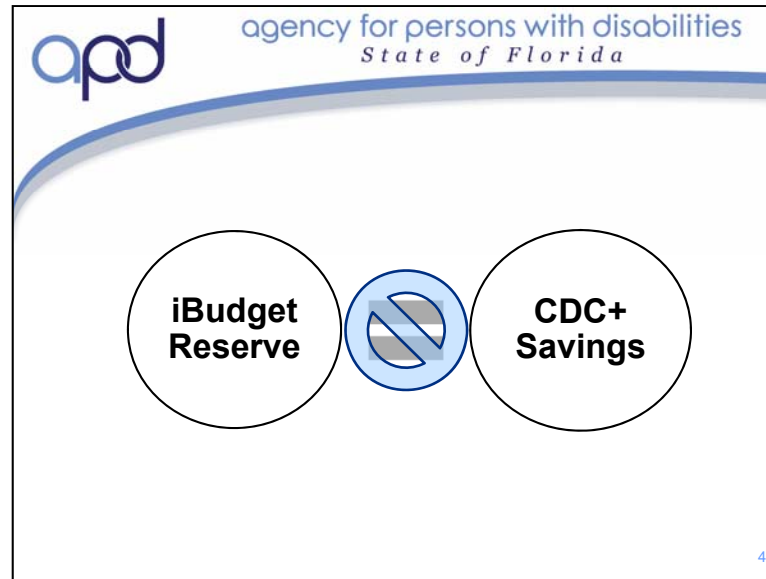 apd
agency for persons with disabilities
State of Florida
iBudget
Reserve
CDC+
Savings
4